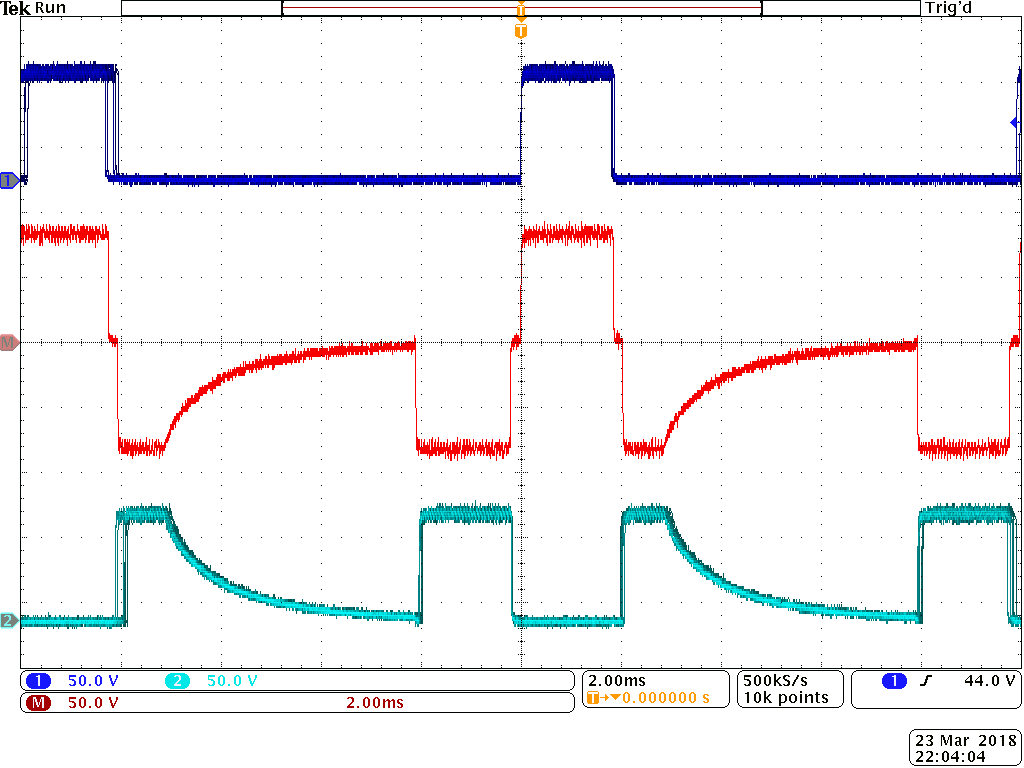 Tek Run Trig'd
T
T
1
M
2
1 50.0 V 2 50.0 V
M 50.0 V 2.00ms
2.00ms
T→▼0.000000 s
500kS/s
10k points
1 44.0 V
23 Mar 2018
22:04:04